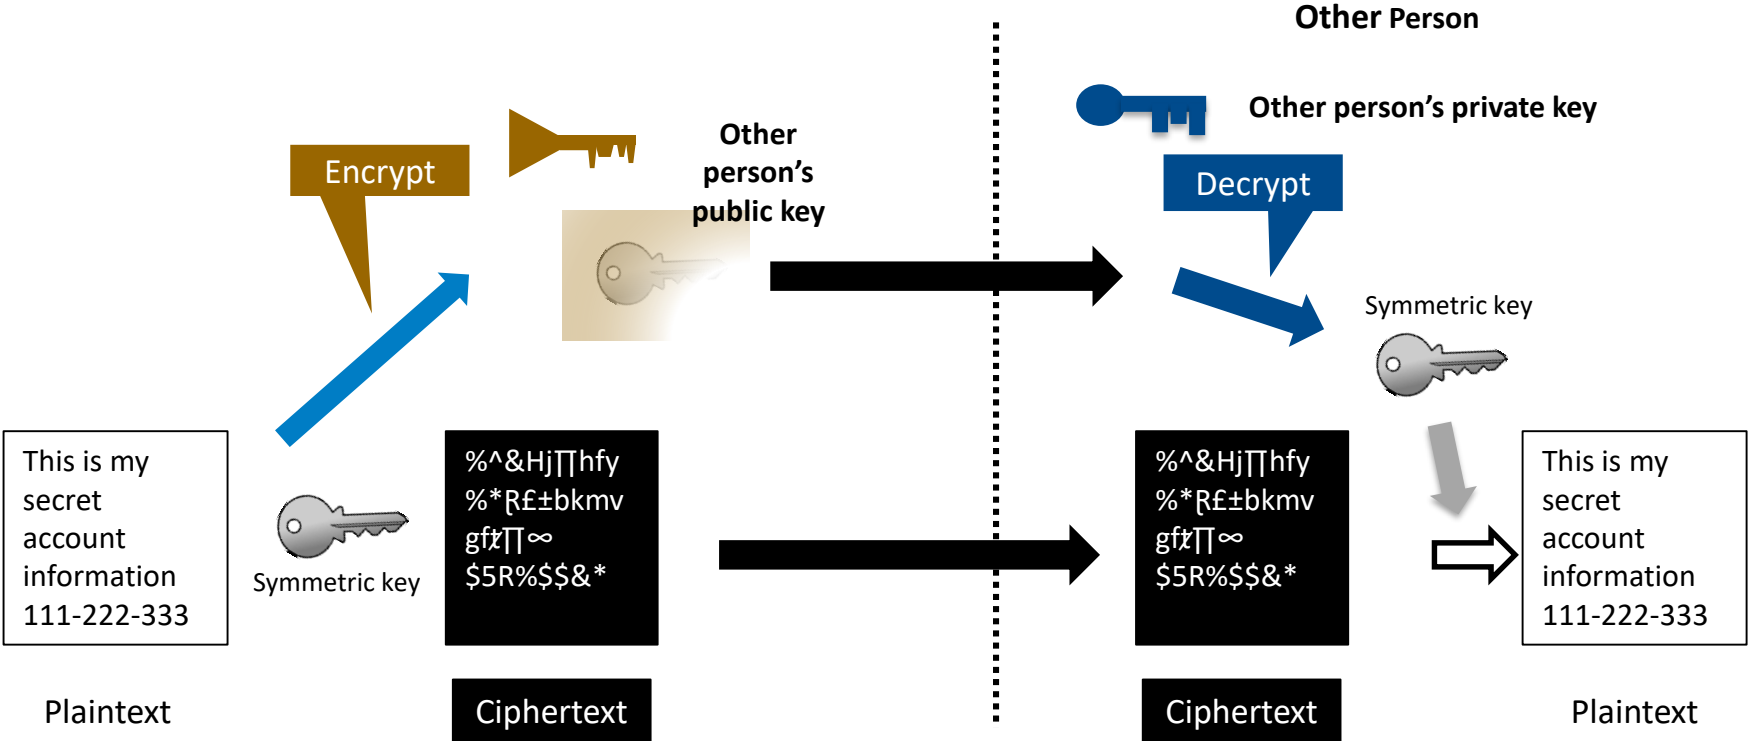 Other Person
Other person's private key
Other
person's
public key
Encrypt
Decrypt
Symmetric key
This is my
secret
account
information
111-222-333
Symmetric key
%^&Hj∏hfy
%*Ɽ£±bkmv
gfⱦ∏∞
$5R%$$&*
%^&Hj∏hfy
%*Ɽ£±bkmv
gfⱦ∏∞
$5R%$$&*
This is my
secret
account
information
111-222-333
Plaintext
Ciphertext
Ciphertext
Plaintext